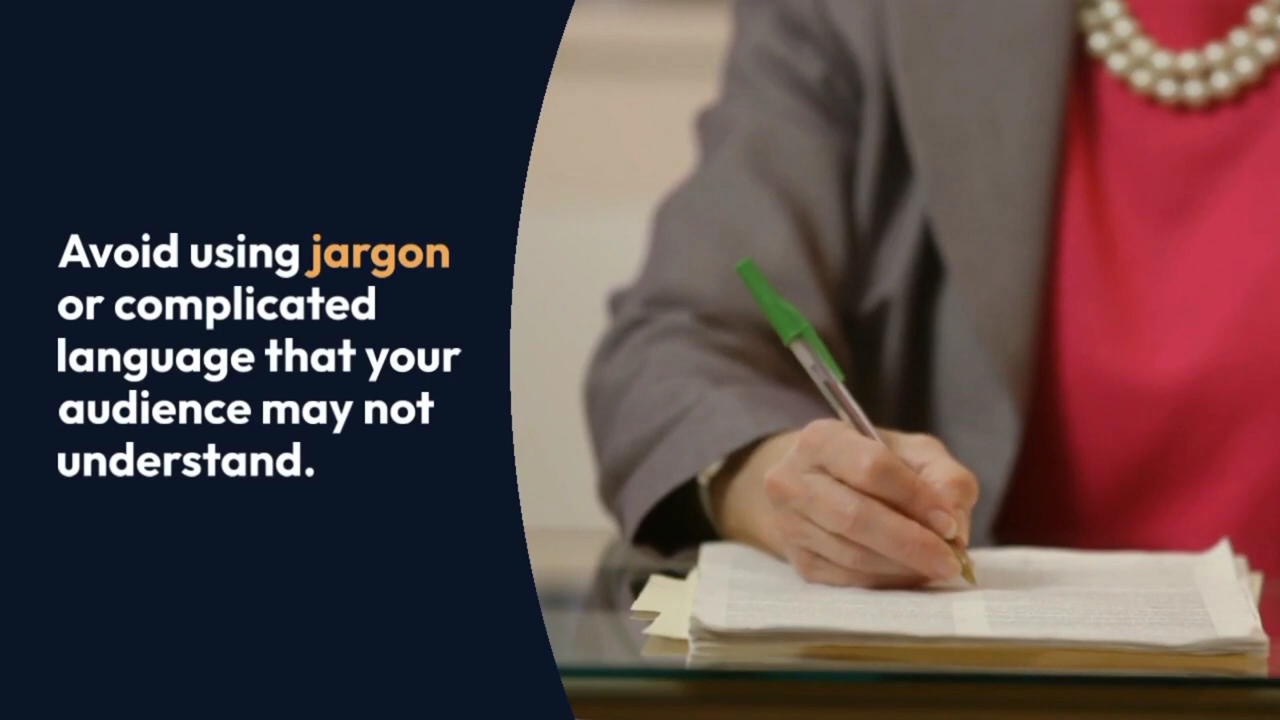 Avoid using jargon
or complicated
language that your
audience may not
understand.